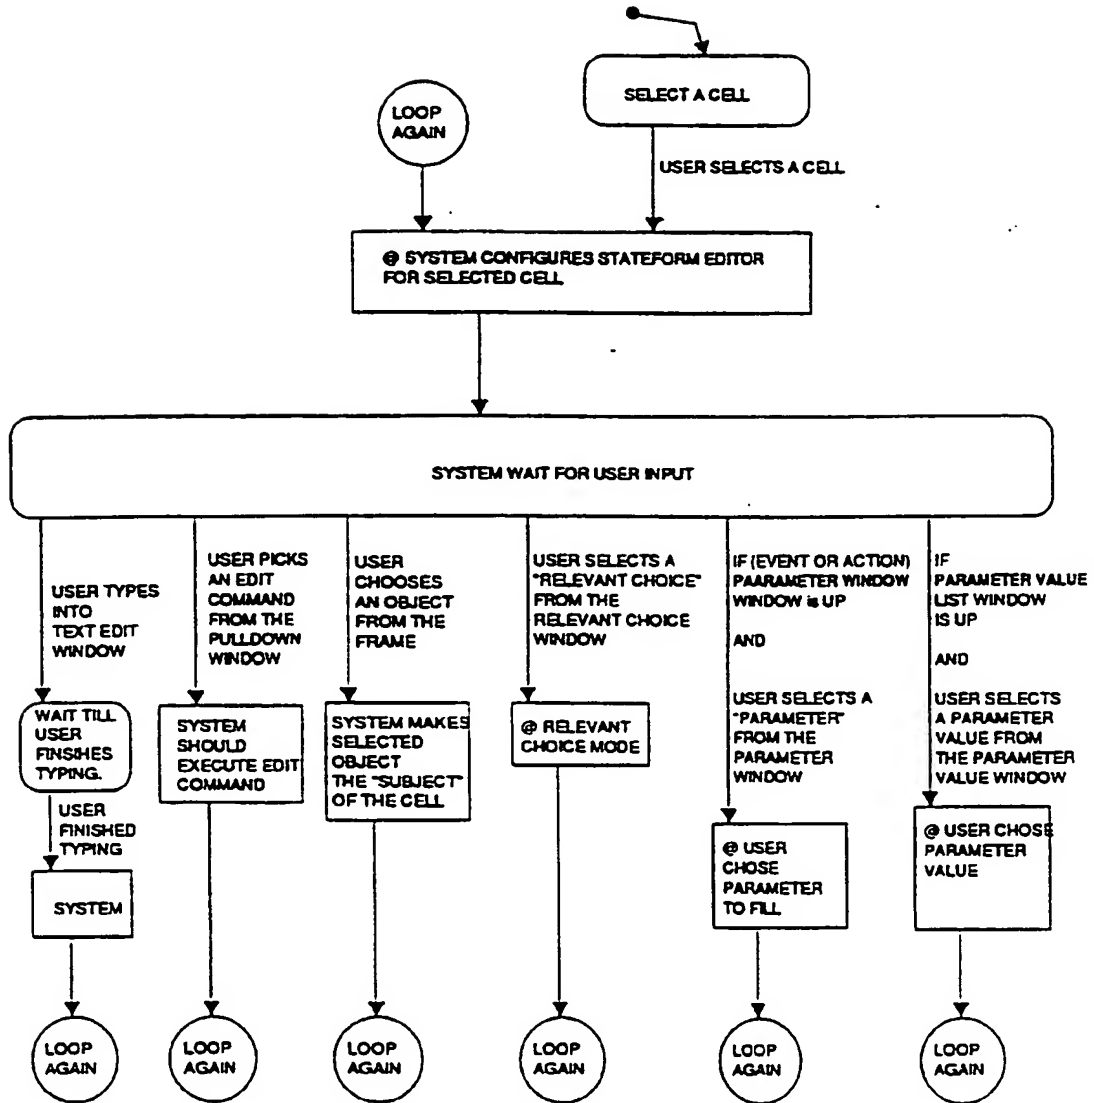 SELECT A CELL
LOOP
AGAIN
USER SELECTS A CELL
@ SYSTEM CONFIGURES STATEFORM EDITOR
FOR SELECTED CELL
SYSTEM WAIT FOR USER INPUT
USER TYPES
INTO
TEXT EDIT
WINDOW
USER PICKS
AN EDIT
COMMAND
FROM THE
PULLDOWN
WINDOW
USER
CHOOSES
AN OBJECT
FROM THE
FRAME
USER SELECTS A
"RELEVANT CHOICE"
FROM THE
RELEVANT CHOICE
WINDOW
IF (EVENT OR ACTION)
PAARAMETER WINDOW
WINDOW is UP
AND
USER SELECTS A
"PARAMETER"
FROM THE
PARAMETER
WINDOW
IF
PARAMETER VALUE
LIST WINDOW
IS UP
AND
USER SELECTS
A PARAMETER
VALUE FROM
THE PARAMETER
VALUE WINDOW
WAIT TILL
USER
FINSIHES
TYPING.
SYSTEM
SHOULD
EXECUTE EDIT
COMMAND
SYSTEM MAKES
SELECTED
OBJECT
THE "SUBJECT"
OF THE CELL
@ RELEVANT
CHOICE MODE
USER
FINISHED
TYPING
@ USER
CHOSE
PARAMETER
TO FILL
@ USER CHOSE
PARAMETER
VALUE
SYSTEM
LOOP
AGAIN
LOOP
AGAIN
LOOP
AGAIN
LOOP
AGAIN
LOOP
AGAIN
LOOP
AGAIN